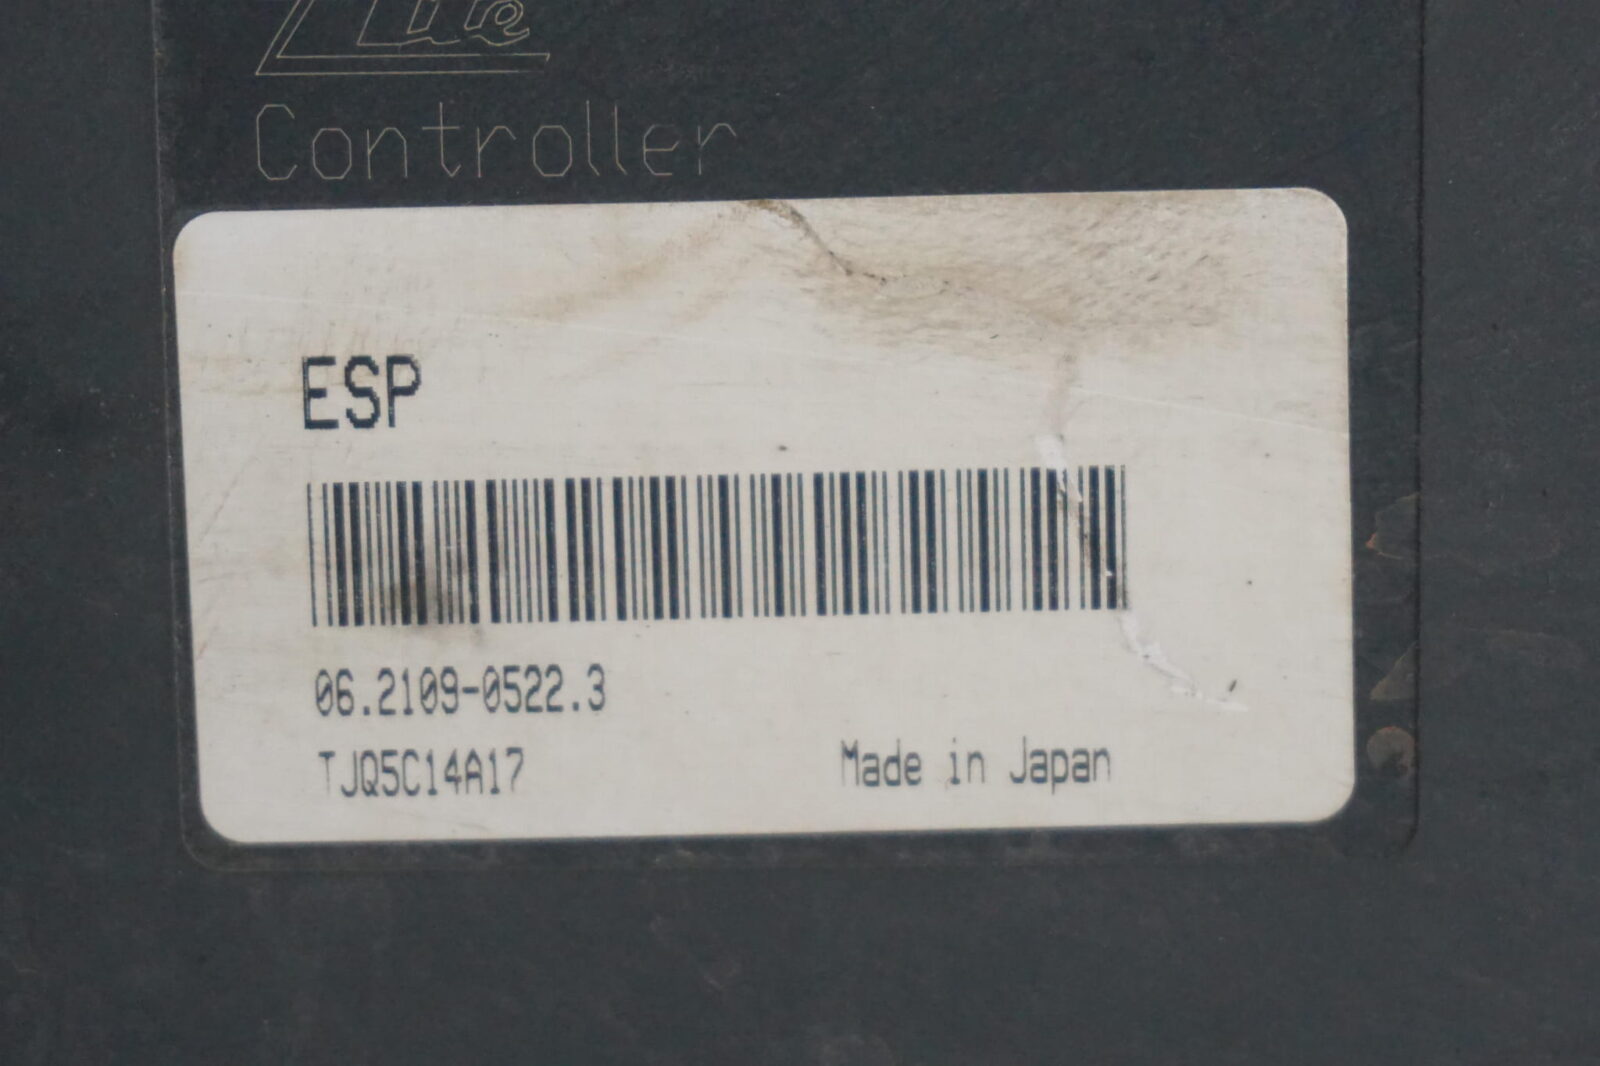 Controller
ESP
06.2109-0522.3
TJQ5C14A17
Made in Japan